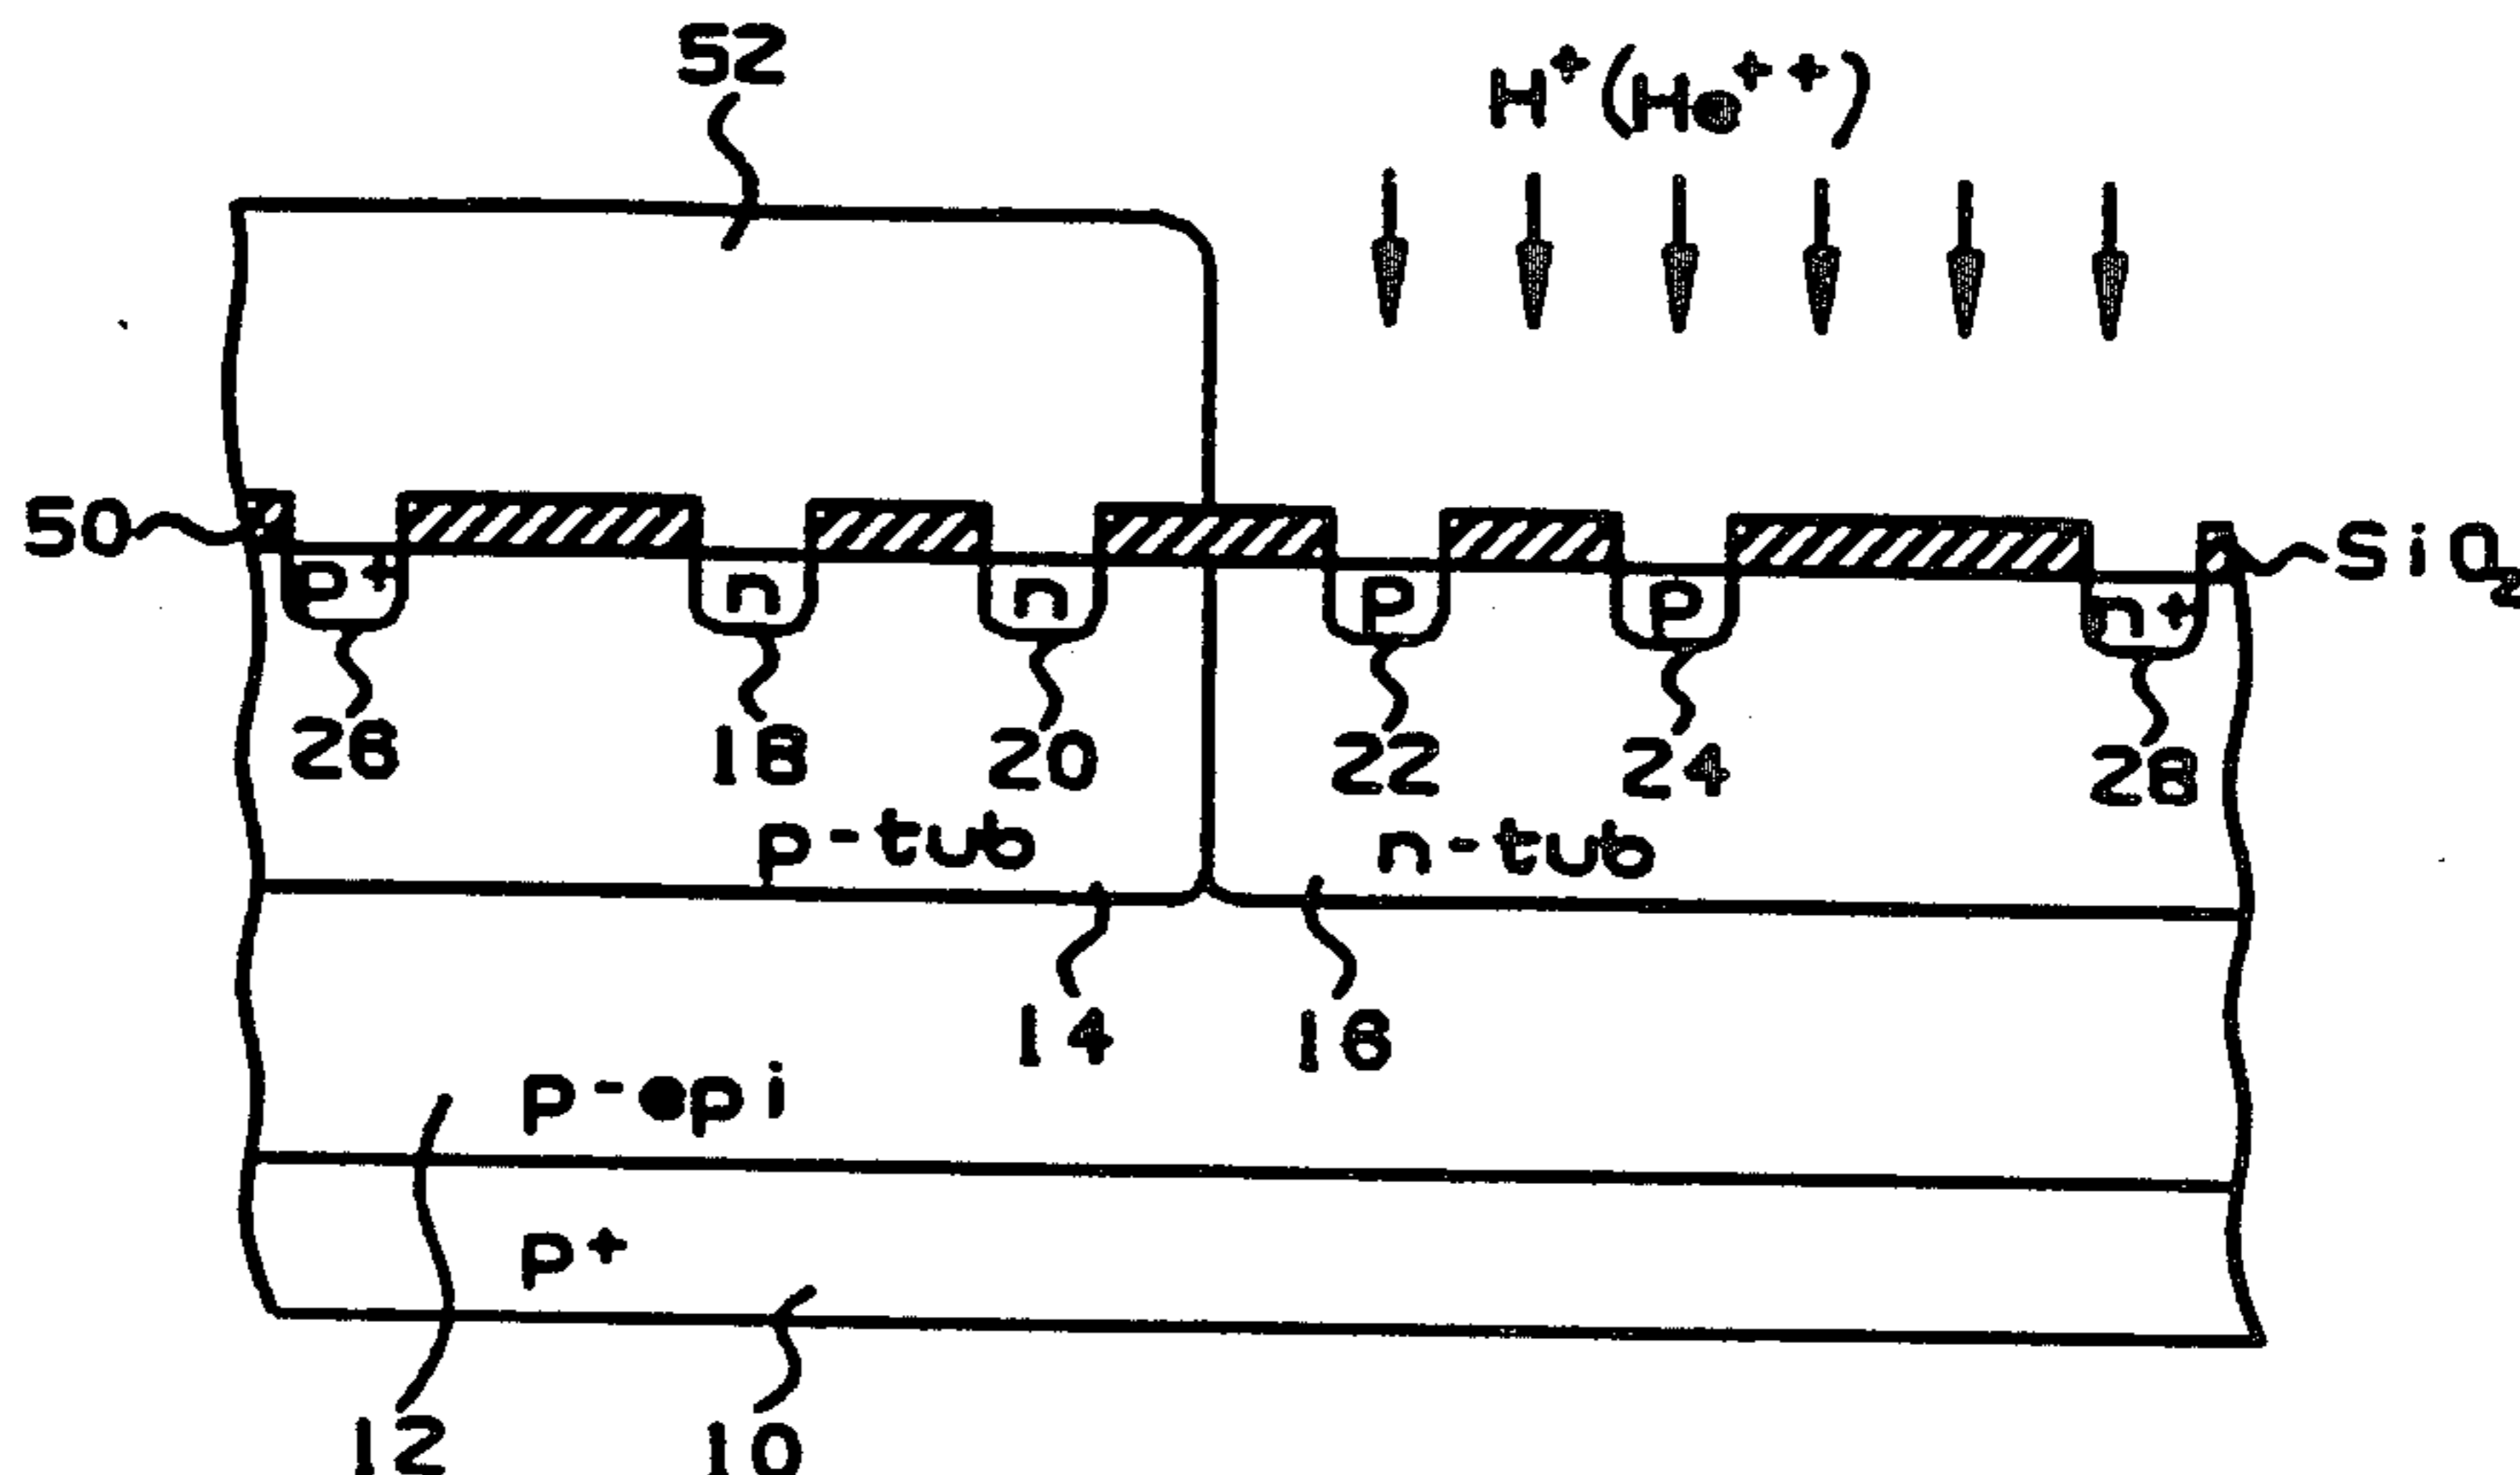 52
H⁺(He⁺⁺)
50
SiO₂
p⁺ n n p p n⁺
26 18 20 22 24 28
p-tub n-tub
14 16
p-epi
p⁺
12 10